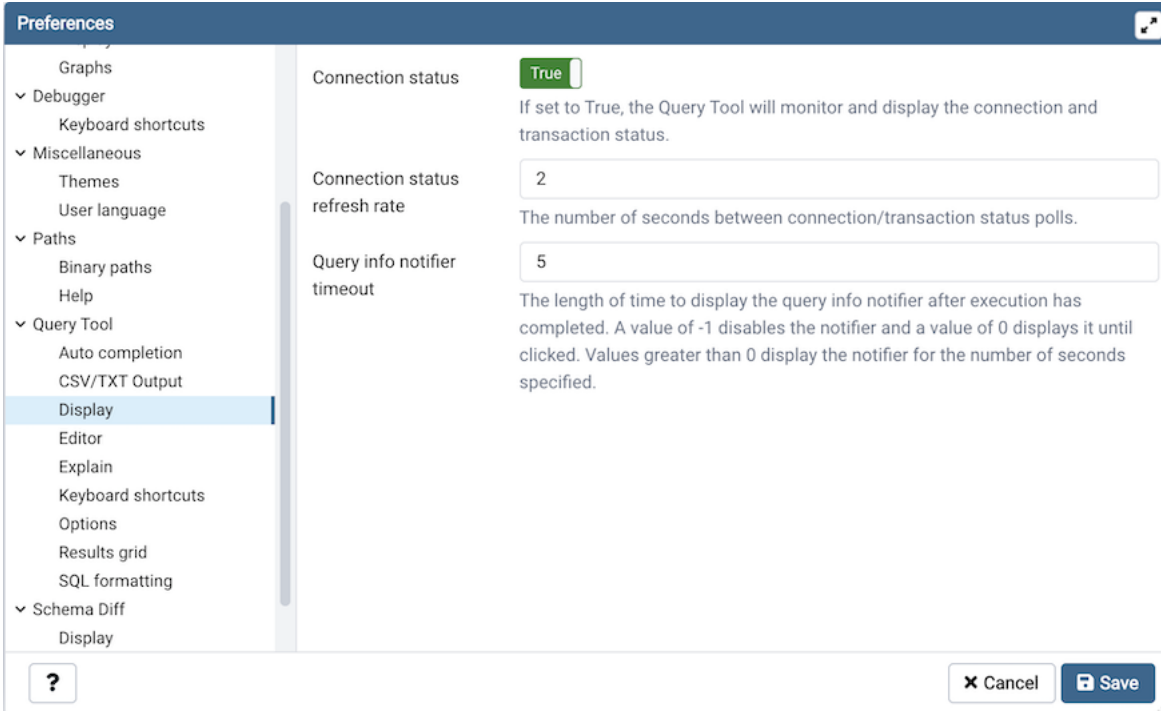 Preferences
Graphs
Debugger
Keyboard shortcuts
Miscellaneous
Themes
User language
Paths
Binary paths
Help
Query Tool
Auto completion
CSV/TXT Output
Display
Editor
Explain
Keyboard shortcuts
Options
Results grid
SQL formatting
Schema Diff
Display
Connection status
True
If set to True, the Query Tool will monitor and display the connection and
transaction status.
Connection status
refresh rate
2
The number of seconds between connection/transaction status polls.
Query info notifier
timeout
5
The length of time to display the query info notifier after execution has
completed. A value of -1 disables the notifier and a value of 0 displays it until
clicked. Values greater than 0 display the notifier for the number of seconds
specified.
?
Cancel
Save